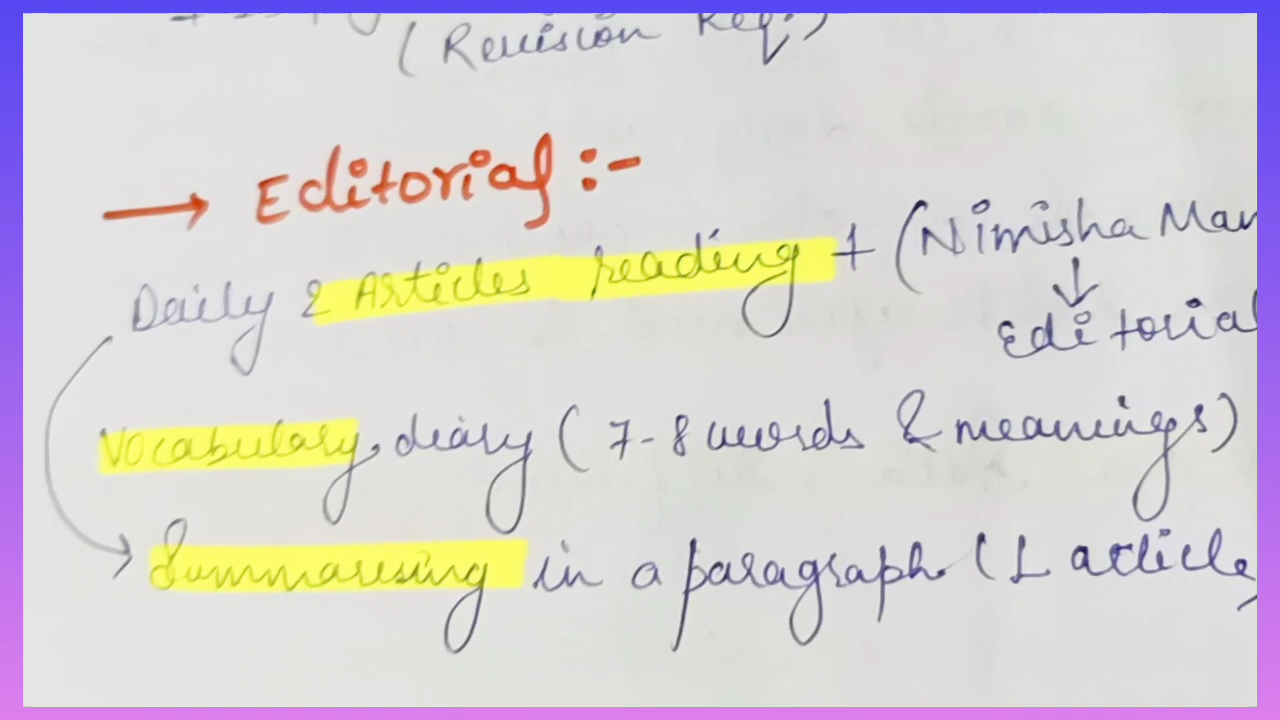 (Revision Req.)
→ Editorial :-
Daily 2 Articles reading + (Nimisha Man
↓
Editorial
Vocabulary diary ( 7-8 words & meanings)
→ Summarising in a paragraph (1 article